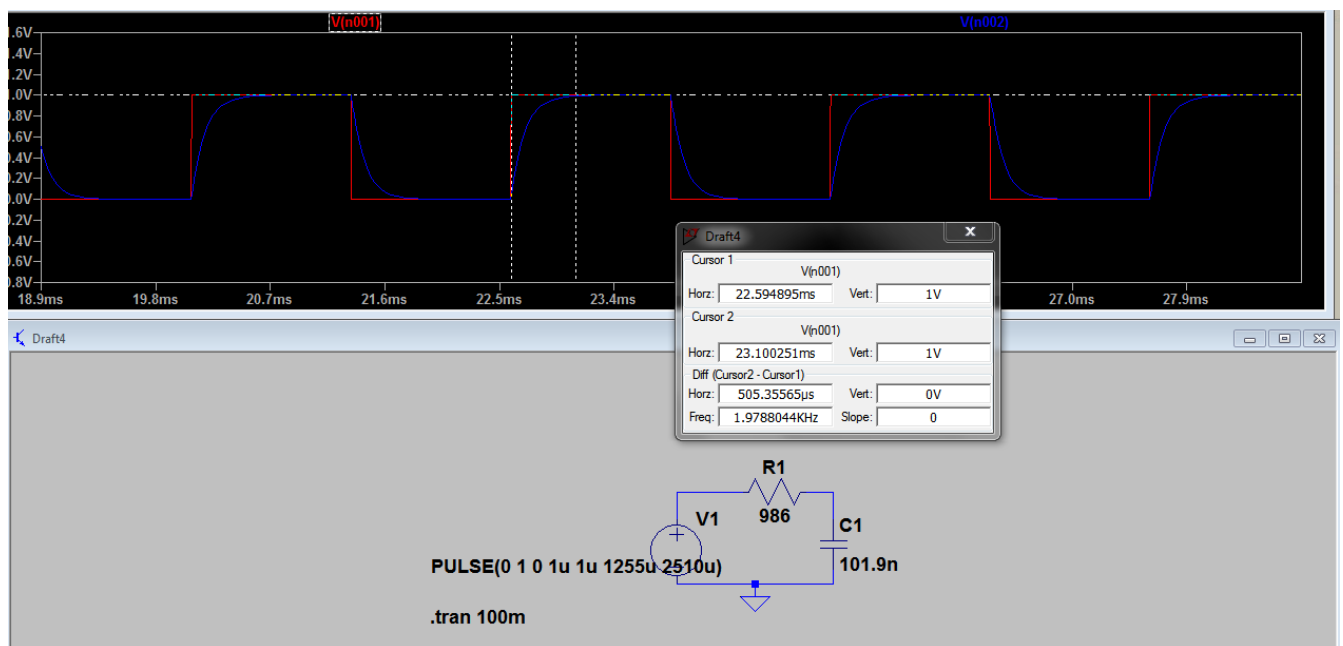 V(n001) V(n002)
.6V
.4V
.2V
.0V
0.8V
0.6V
0.4V
0.2V
0.0V
0.2V
0.4V
0.6V
0.8V
18.9ms 19.8ms 20.7ms 21.6ms 22.5ms 23.4ms 27.0ms 27.9ms
Draft4
Cursor 1
V(n001)
Horz: 22.594895ms Vert: 1V
Cursor 2
V(n001)
Horz: 23.100251ms Vert: 1V
Diff (Cursor2 - Cursor1)
Horz: 505.35565µs Vert: 0V
Freq: 1.9788044KHz Slope: 0
Draft4
R1
986
V1
C1
101.9n
PULSE(0 1 0 1u 1u 1255u 2510u)
.tran 100m